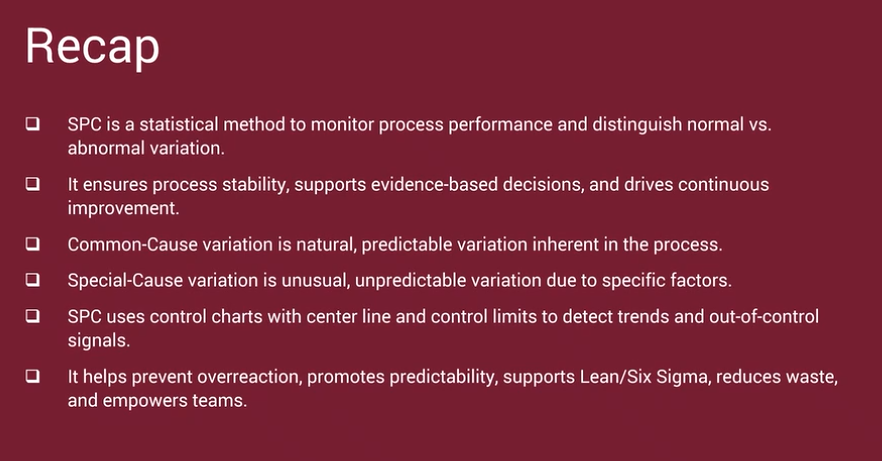 Recap
❑ SPC is a statistical method to monitor process performance and distinguish normal vs.
abnormal variation.
❑ It ensures process stability, supports evidence-based decisions, and drives continuous
improvement.
❑ Common-Cause variation is natural, predictable variation inherent in the process.
❑ Special-Cause variation is unusual, unpredictable variation due to specific factors.
❑ SPC uses control charts with center line and control limits to detect trends and out-of-control
signals.
❑ It helps prevent overreaction, promotes predictability, supports Lean/Six Sigma, reduces waste,
and empowers teams.